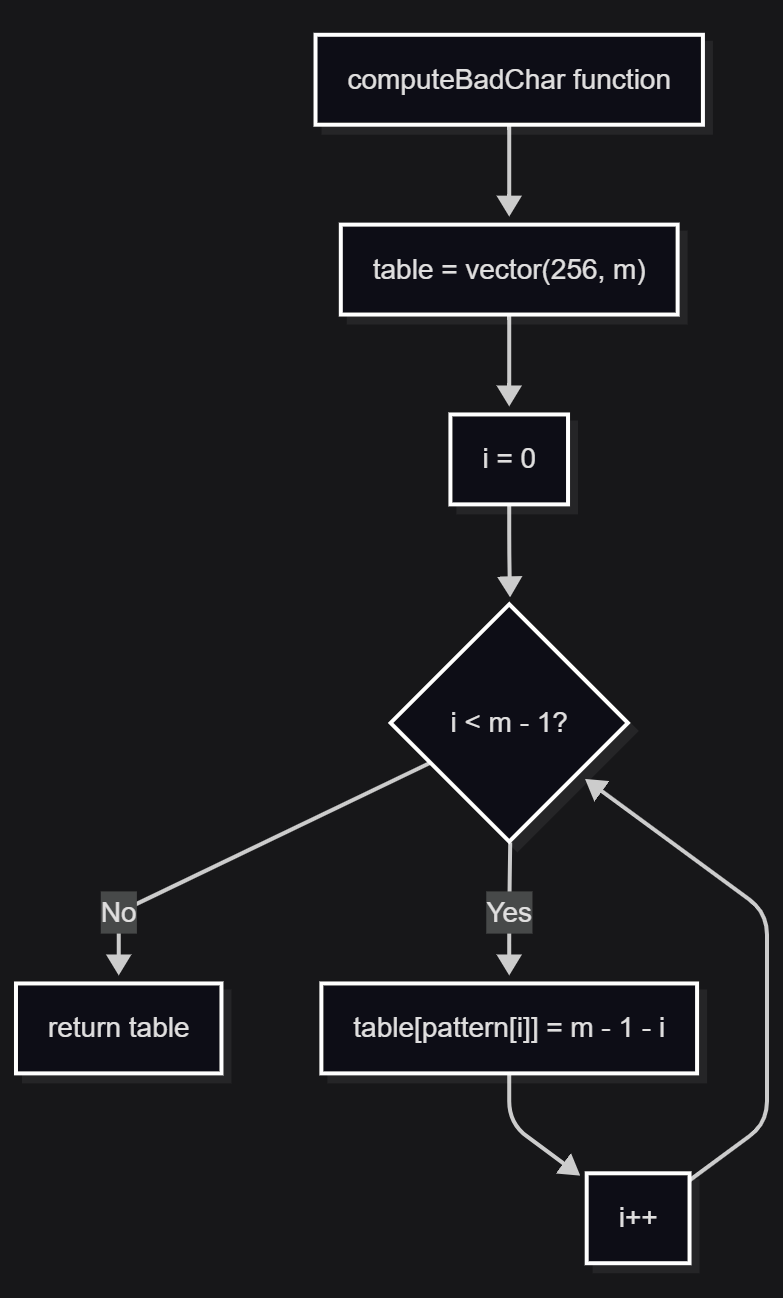 computeBadChar function
table = vector(256, m)
i = 0
i < m - 1?
No
Yes
return table
table[pattern[i]] = m - 1 - i
i++